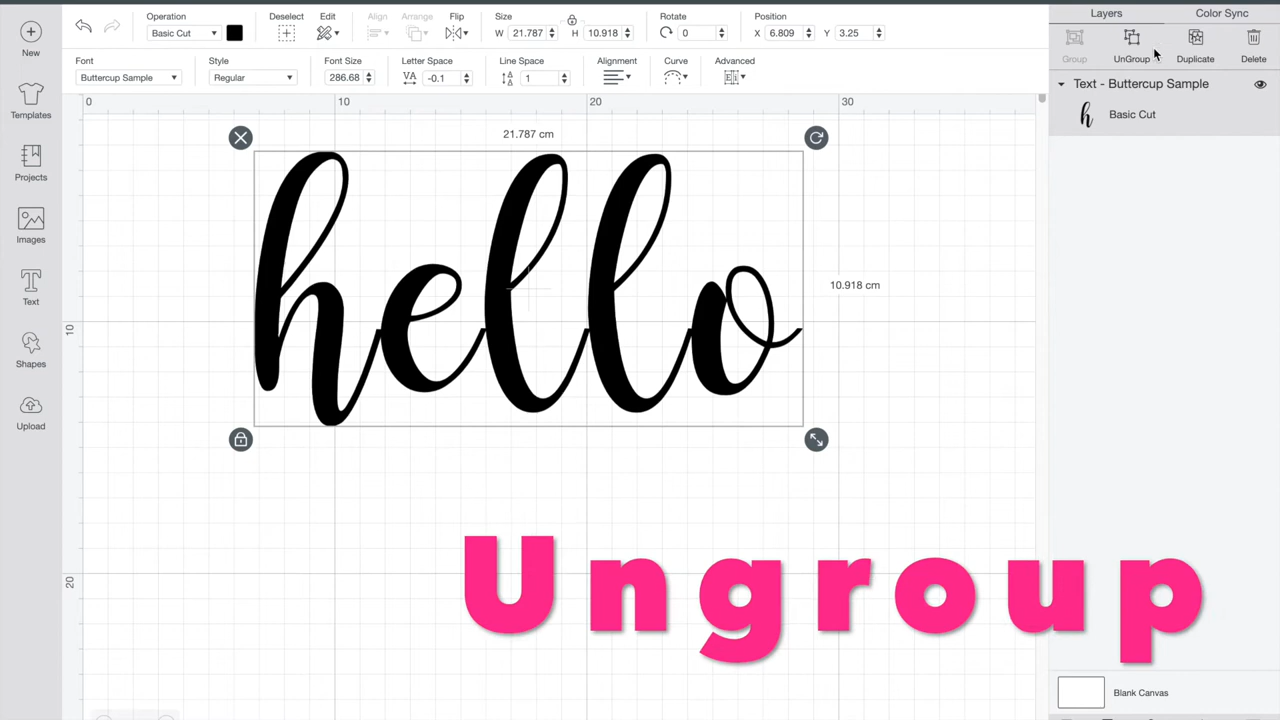 New
Templates
Projects
Images
Text
Shapes
Upload
Operation
Basic Cut
Deselect
Edit
Align
Arrange
Flip
Size
W 21.787
H 10.918
Rotate
0
Position
X 6.809
Y 3.25
Font
Buttercup Sample
Style
Regular
Font Size
286.68
Letter Space
VA -0.1
Line Space
1
Alignment
Curve
Advanced
0
10
20
30
21.787 cm
hello
10.918 cm
10
20
Ungroup
Layers
Color Sync
Group
UnGroup
Duplicate
Delete
Text - Buttercup Sample
h
Basic Cut
Blank Canvas